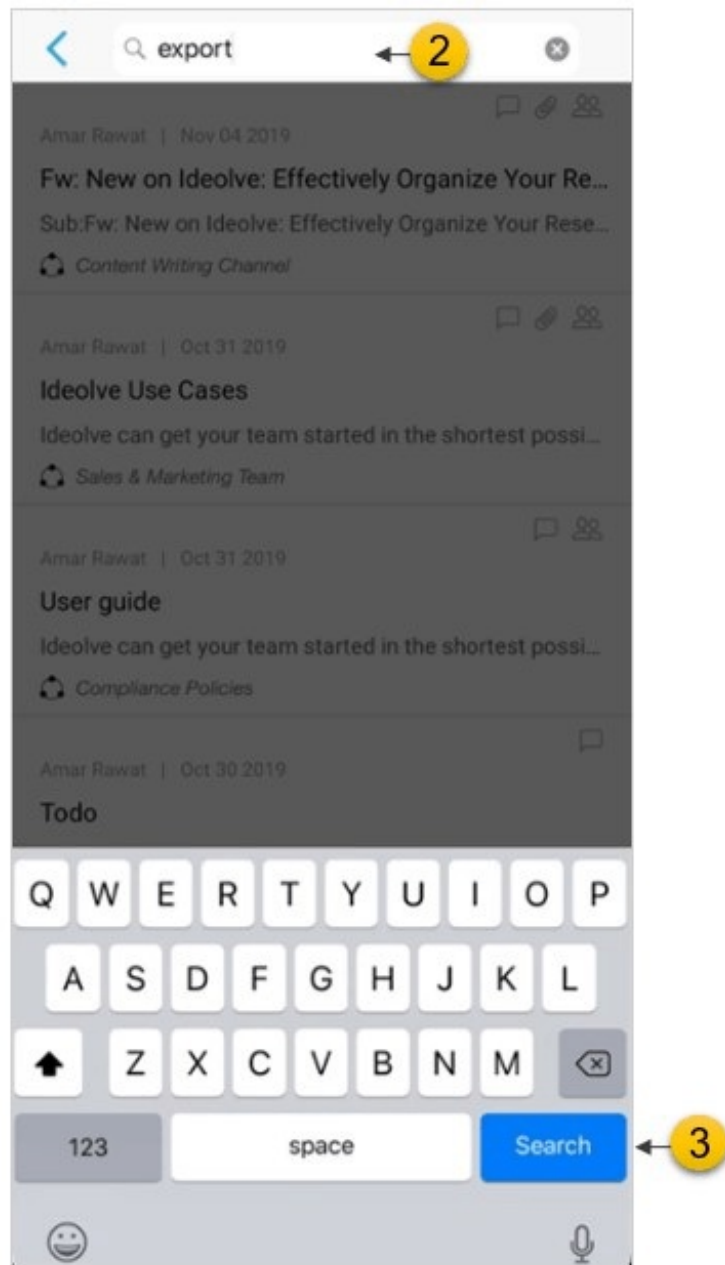 export
2
Amar Rawat | Nov 04 2019
Fw: New on Ideolve: Effectively Organize Your Re...
Sub:Fw: New on Ideolve: Effectively Organize Your Rese...
Content Writing Channel
Amar Rawat | Oct 31 2019
Ideolve Use Cases
Ideolve can get your team started in the shortest possi...
Sales & Marketing Team
Amar Rawat | Oct 31 2019
User guide
Ideolve can get your team started in the shortest possi...
Compliance Policies
Amar Rawat | Oct 30 2019
Todo
Q W E R T Y U I O P
A S D F G H J K L
Z X C V B N M
123 space Search
3